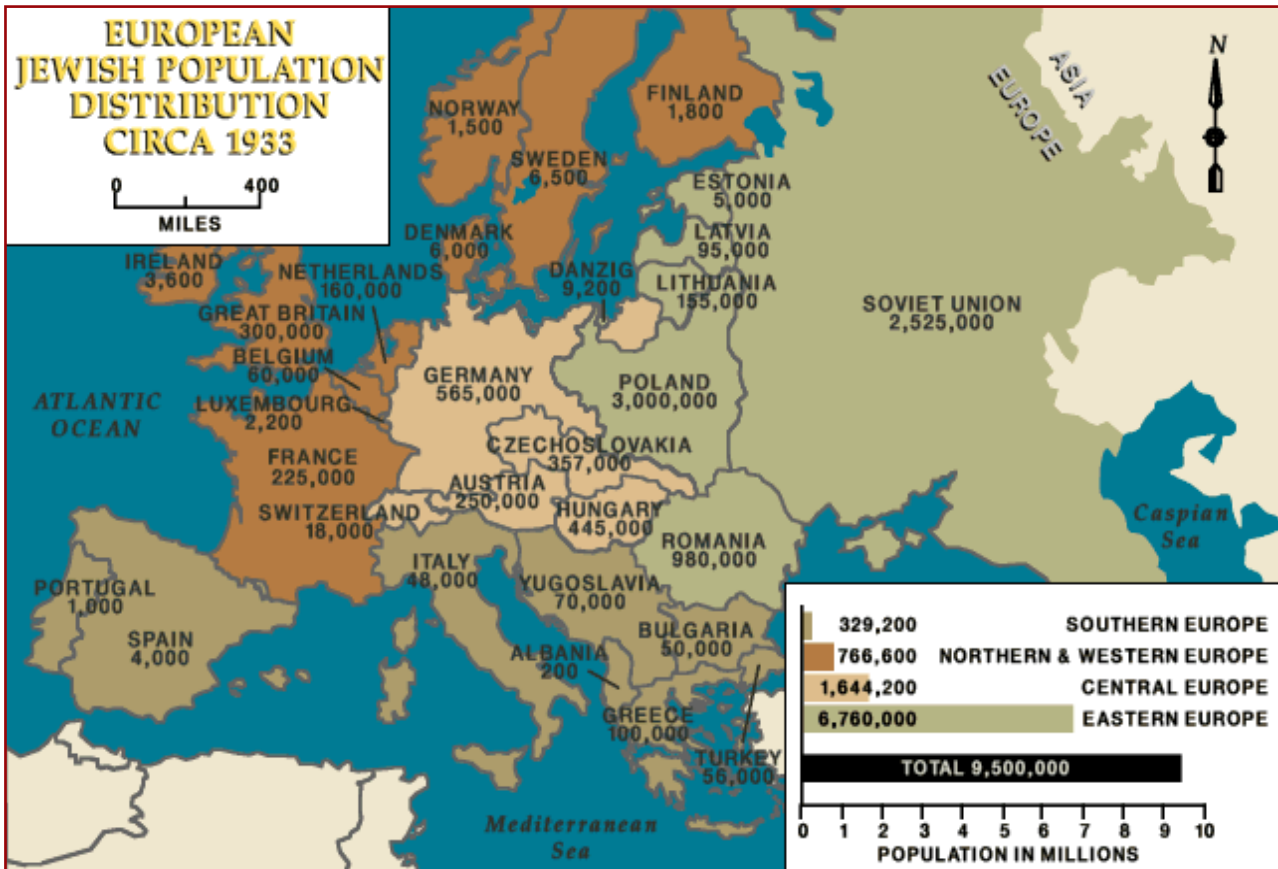 EUROPEAN
JEWISH POPULATION
DISTRIBUTION
CIRCA 1933
0 400
MILES
N
ASIA
EUROPE
NORWAY
1,500
FINLAND
1,800
SWEDEN
6,500
ESTONIA
5,000
LATVIA
95,000
LITHUANIA
155,000
DENMARK
6,000
DANZIG
9,200
IRELAND
3,600
NETHERLANDS
160,000
GREAT BRITAIN
300,000
BELGIUM
60,000
LUXEMBOURG
2,200
SOVIET UNION
2,525,000
GERMANY
565,000
POLAND
3,000,000
ATLANTIC
OCEAN
CZECHOSLOVAKIA
357,000
FRANCE
225,000
AUSTRIA
250,000
SWITZERLAND
18,000
HUNGARY
445,000
ROMANIA
980,000
Caspian
Sea
ITALY
48,000
YUGOSLAVIA
70,000
PORTUGAL
1,000
SPAIN
4,000
BULGARIA
50,000
ALBANIA
200
GREECE
100,000
TURKEY
56,000
Mediterranean
Sea
329,200 SOUTHERN EUROPE
766,600 NORTHERN & WESTERN EUROPE
1,644,200 CENTRAL EUROPE
6,760,000 EASTERN EUROPE
TOTAL 9,500,000
0 1 2 3 4 5 6 7 8 9 10
POPULATION IN MILLIONS